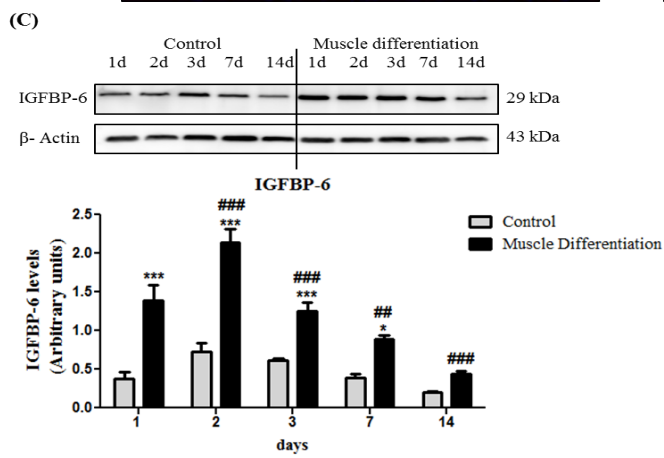 (C)
Control Muscle differentiation
1d 2d 3d 7d 14d 1d 2d 3d 7d 14d
IGFBP-6 29 kDa
β- Actin 43 kDa
IGFBP-6
IGFBP-6 levels
(Arbitrary units)
2.5
2.0
1.5
1.0
0.5
0.0
***
###
***
###
***
##
*
###
Control
Muscle Differentiation
1 2 3 7 14
days